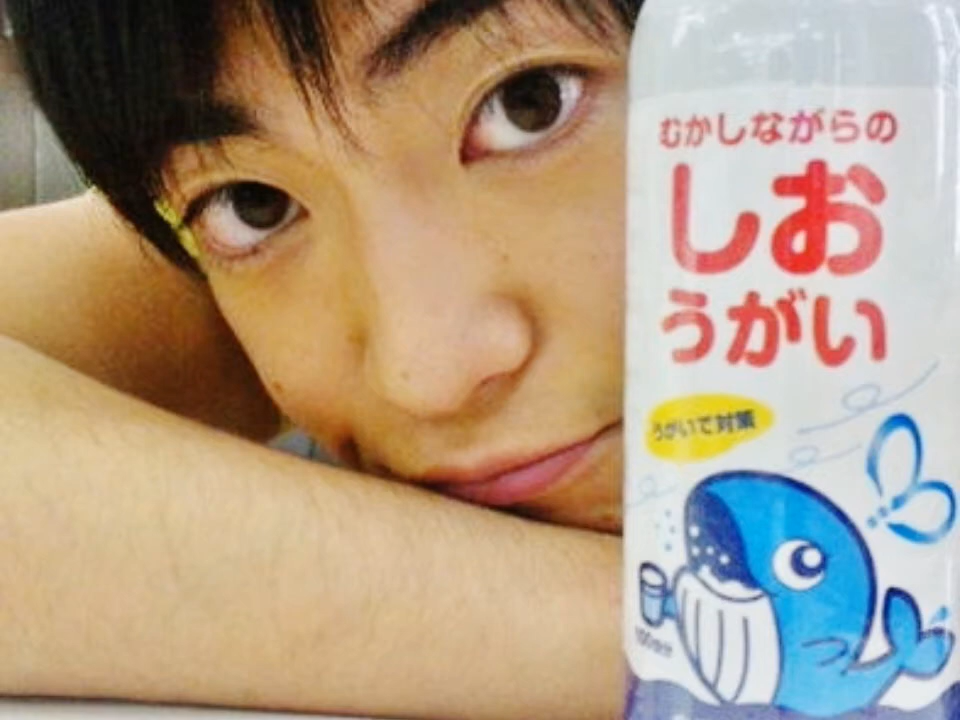 むかしながらの
しお
うがい
うがいで対策